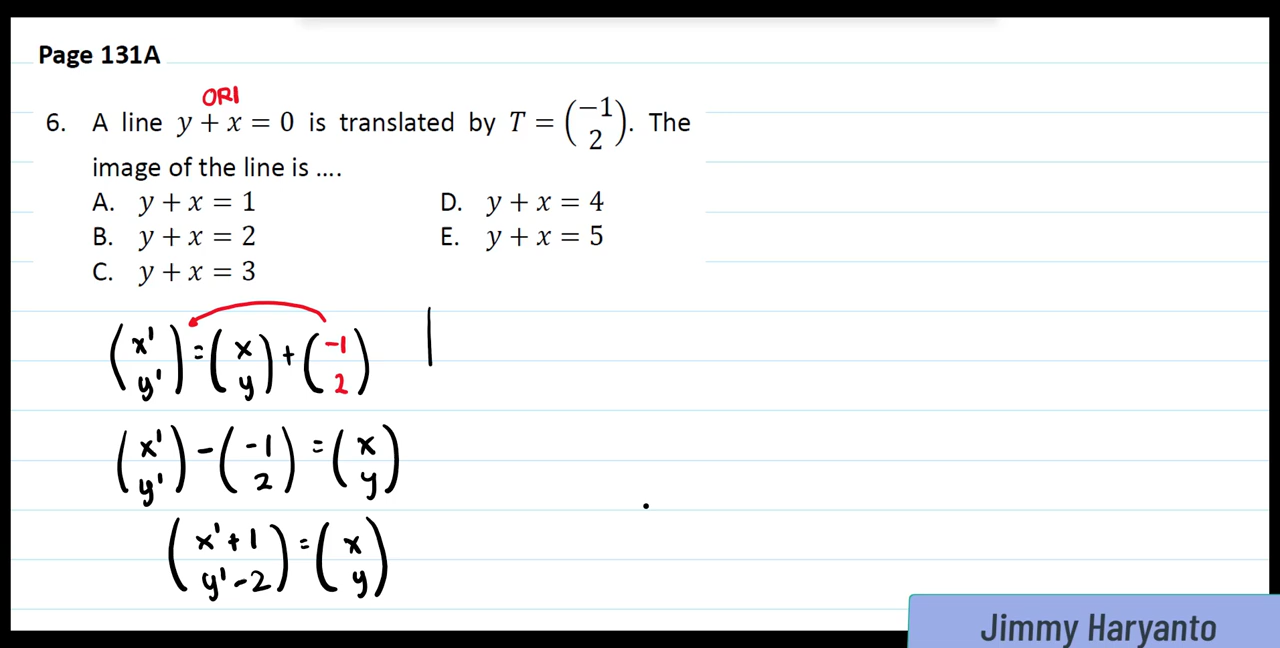 Page 131A
ORI
6. A line y + x = 0 is translated by T = (−1 2). The
image of the line is ....
A. y + x = 1
B. y + x = 2
C. y + x = 3
D. y + x = 4
E. y + x = 5
(x' y') = (x y) + (-1 2)
(x' y') - (-1 2) = (x y)
(x'+1 y'-2) = (x y)
Jimmy Haryanto